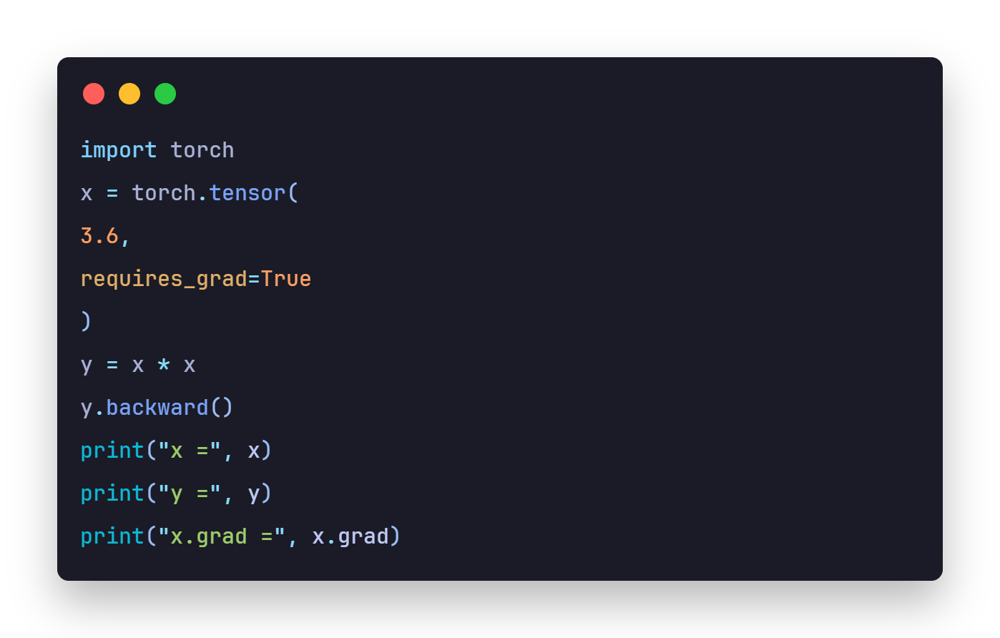 import torch
x = torch.tensor(
3.6,
requires_grad=True
)
y = x * x
y.backward()
print("x =", x)
print("y =", y)
print("x.grad =", x.grad)